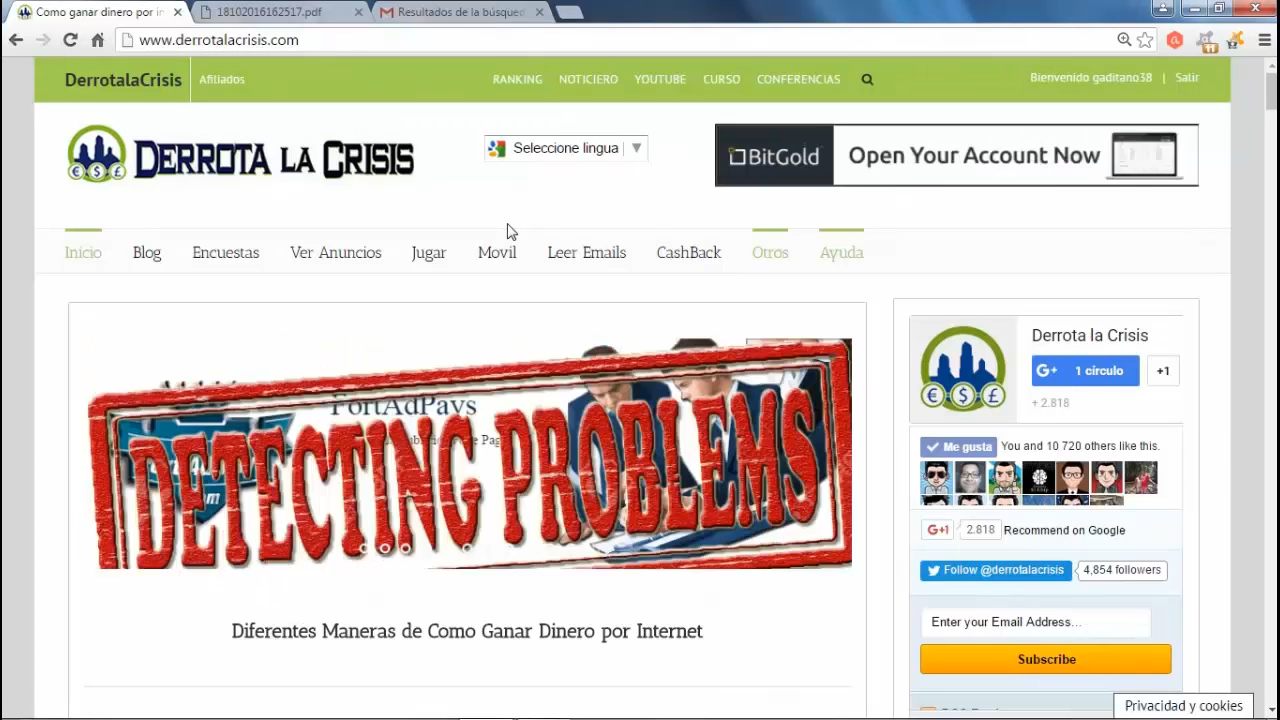 Como ganar dinero por in
18102016162517.pdf
Resultados de la búsqued
www.derrotalacrisis.com
11
DerrotalaCrisis
Afiliados
RANKING
NOTICIERO
YOUTUBE
CURSO
CONFERENCIAS
Bienvenido gaditano38 | Salir
DERROTA LA CRISIS
€ $ £
Seleccione lingua
BitGold
Open Your Account Now
Inicio
Blog
Encuestas
Ver Anuncios
Jugar
Movil
Leer Emails
CashBack
Otros
Ayuda
FortAdPays
DETECTING PROBLEMS
Diferentes Maneras de Como Ganar Dinero por Internet
€ $ £
Derrota la Crisis
G+ 1 círculo
+1
+ 2.818
Me gusta
You and 10 720 others like this.
G+1
2.818
Recommend on Google
Follow @derrotalacrisis
4,854 followers
Enter your Email Address...
Subscribe
Privacidad y cookies